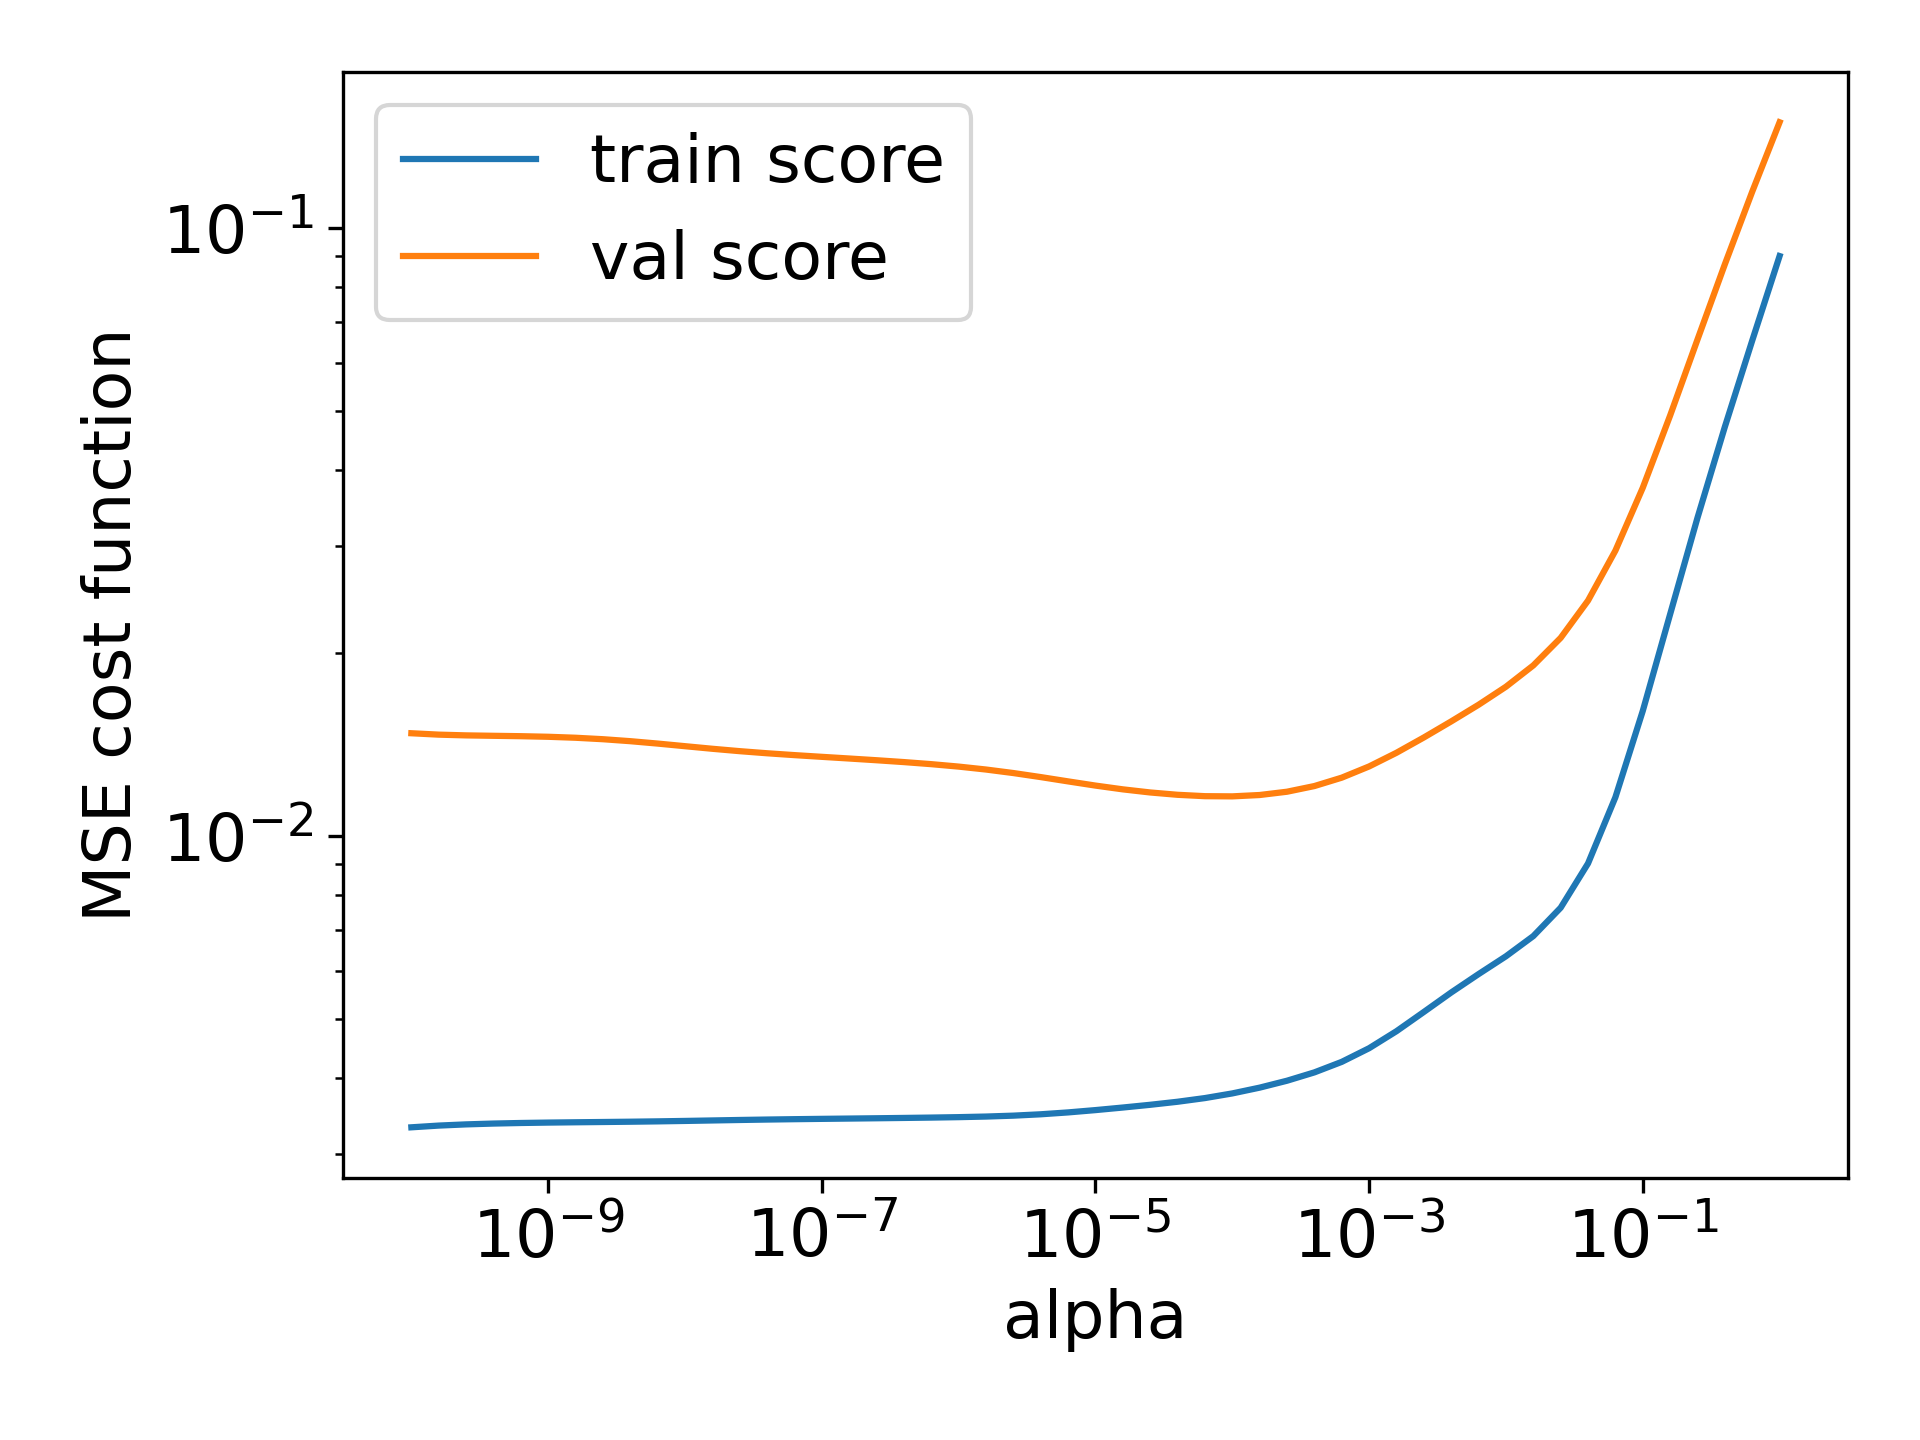 train score
val score
10⁻¹
10⁻²
MSE cost function
10⁻⁹ 10⁻⁷ 10⁻⁵ 10⁻³ 10⁻¹
alpha